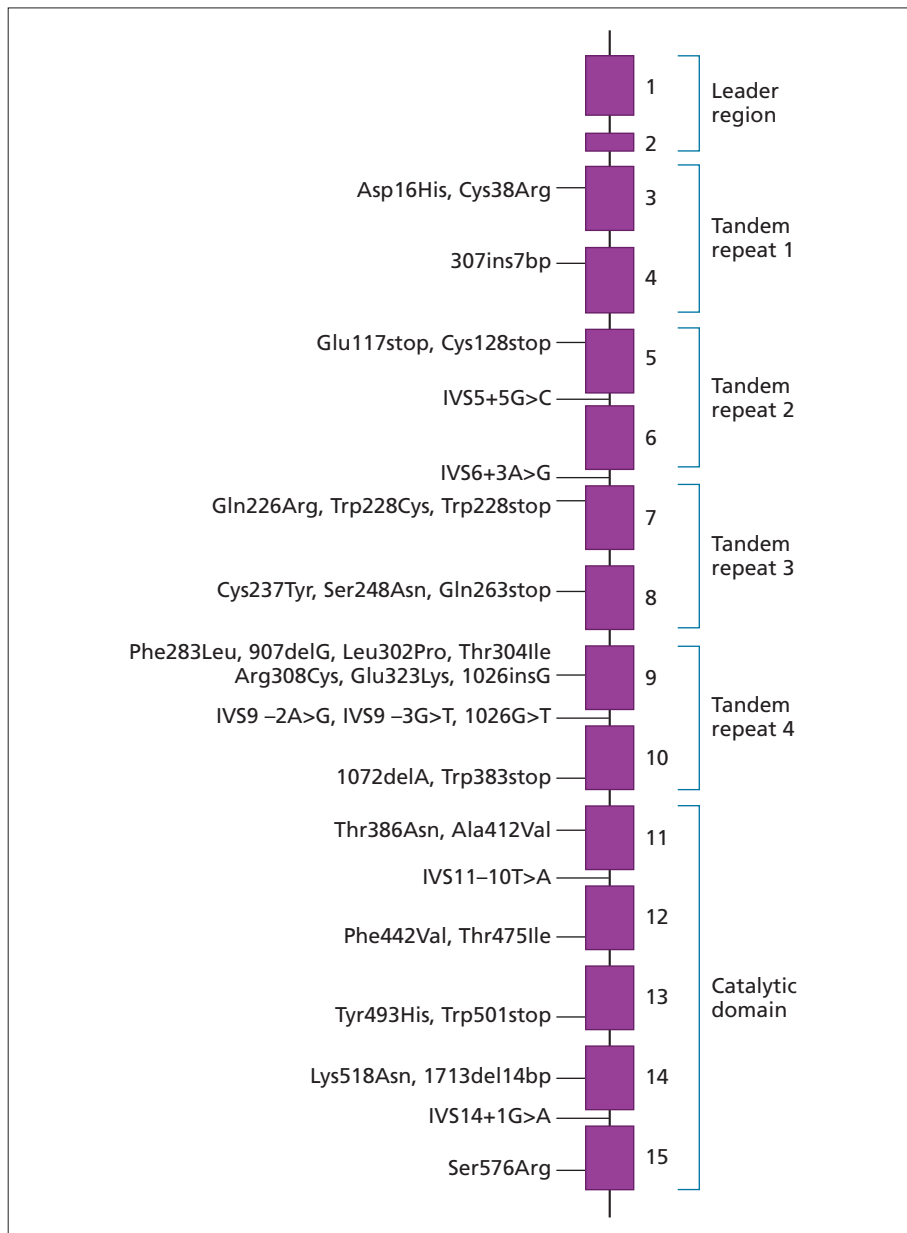 1
Leader
region
2
Asp16His, Cys38Arg
3
Tandem
repeat 1
307ins7bp
4
Glu117stop, Cys128stop
5
Tandem
repeat 2
IVS5+5G>C
6
IVS6+3A>G
Gln226Arg, Trp228Cys, Trp228stop
7
Tandem
repeat 3
Cys237Tyr, Ser248Asn, Gln263stop
8
Phe283Leu, 907delG, Leu302Pro, Thr304Ile
Arg308Cys, Glu323Lys, 1026insG
9
Tandem
repeat 4
IVS9 –2A>G, IVS9 –3G>T, 1026G>T
10
1072delA, Trp383stop
Thr386Asn, Ala412Val
11
IVS11–10T>A
12
Phe442Val, Thr475Ile
Catalytic
domain
13
Tyr493His, Trp501stop
Lys518Asn, 1713del14bp
14
IVS14+1G>A
15
Ser576Arg